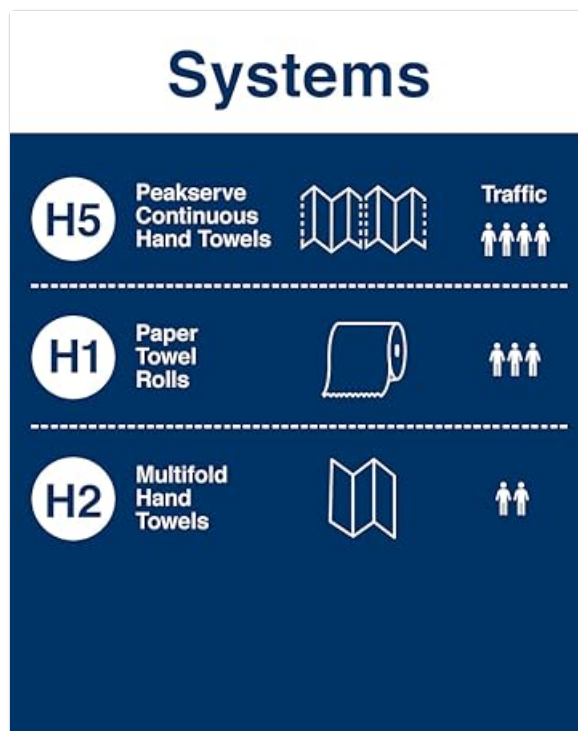 Systems
H5
Peakserve
Continuous
Hand Towels
Traffic
H1
Paper
Towel
Rolls
H2
Multifold
Hand
Towels